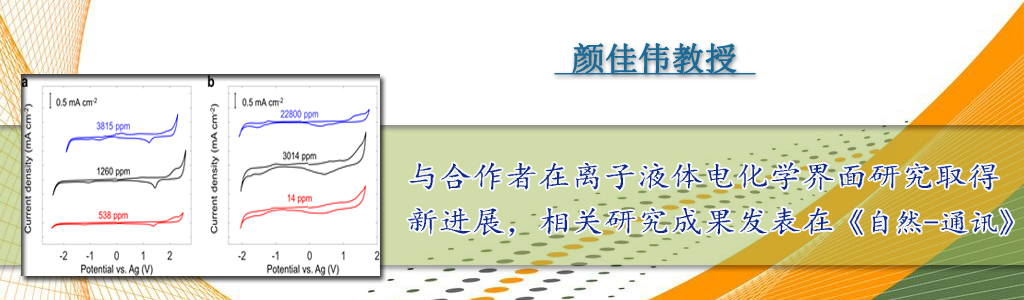 颜佳伟教授
与合作者在离子液体电化学界面研究取得
新进展，相关研究成果发表在《自然-通讯》
a
Current density (mA cm-2)
0.5 mA cm-2
3815 ppm
1260 ppm
538 ppm
-2 -1 0 1 2
Potential vs. Ag (V)
b
Current density (mA cm-2)
0.5 mA cm-2
22800 ppm
3014 ppm
14 ppm
-2 -1 0 1 2
Potential vs. Ag (V)